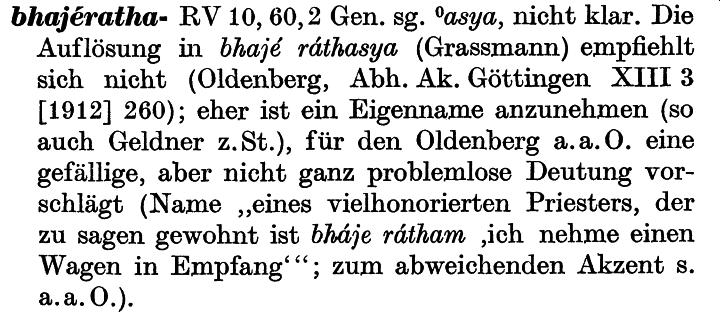 bhajératha- RV 10, 60, 2 Gen. sg. ⁰asya, nicht klar. Die
Auflösung in bhajé ráthasya (Grassmann) empfiehlt
sich nicht (Oldenberg, Abh. Ak. Göttingen XIII 3
[1912] 260); eher ist ein Eigenname anzunehmen (so
auch Geldner z. St.), für den Oldenberg a. a. O. eine
gefällige, aber nicht ganz problemlose Deutung vor-
schlägt (Name ,,eines vielhonorierten Priesters, der
zu sagen gewohnt ist bháje rátham ‚ich nehme einen
Wagen in Empfang‘“; zum abweichenden Akzent s.
a. a. O.).